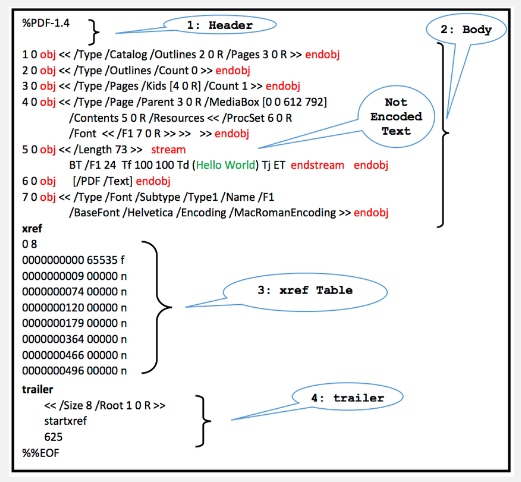 %PDF-1.4
1: Header
2: Body
1 0 obj << /Type /Catalog /Outlines 2 0 R /Pages 3 0 R >> endobj
2 0 obj << /Type /Outlines /Count 0 >> endobj
3 0 obj << /Type /Pages /Kids [4 0 R] /Count 1 >> endobj
4 0 obj << /Type /Page /Parent 3 0 R /MediaBox [0 0 612 792]
/Contents 5 0 R /Resources << /ProcSet 6 0 R
/Font << /F1 7 0 R >> >> >> endobj
Not
Encoded
Text
5 0 obj << /Length 73 >> stream
BT /F1 24 Tf 100 100 Td (Hello World) Tj ET endstream endobj
6 0 obj [/PDF /Text] endobj
7 0 obj << /Type /Font /Subtype /Type1 /Name /F1
/BaseFont /Helvetica /Encoding /MacRomanEncoding >> endobj
xref
0 8
0000000000 65535 f
0000000009 00000 n
0000000074 00000 n
0000000120 00000 n
0000000179 00000 n
0000000364 00000 n
0000000466 00000 n
0000000496 00000 n
3: xref Table
trailer
<< /Size 8 /Root 1 0 R >>
startxref
625
%%EOF
4: trailer